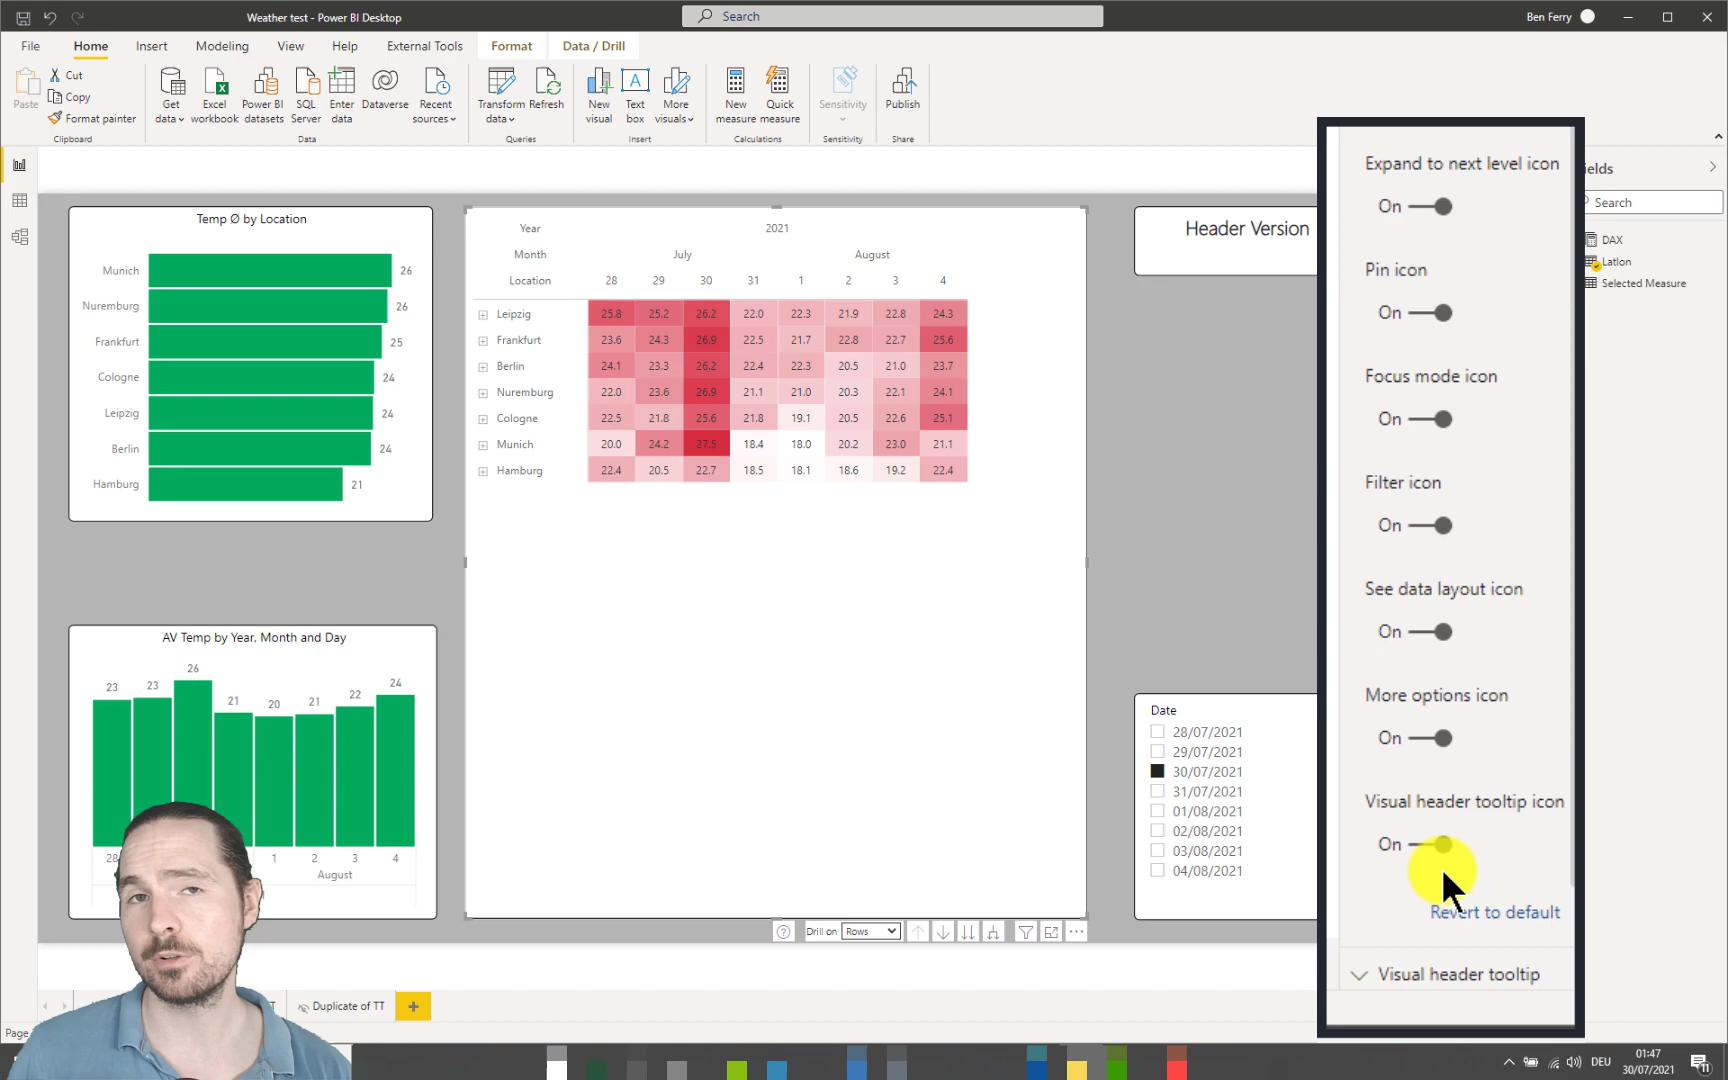 Weather test - Power BI Desktop
Search
Ben Ferry
File Home Insert Modeling View Help External Tools Format Data / Drill
Paste
Cut
Copy
Format painter
Get data
Excel workbook
Power BI datasets
SQL Server
Enter data
Dataverse
Recent sources
Transform data
Refresh
New visual
Text box
More visuals
New measure
Quick measure
Sensitivity
Publish
Clipboard Data Queries Insert Calculations Sensitivity Share
Temp Ø by Location
Munich 26
Nuremburg 26
Frankfurt 25
Cologne 24
Leipzig 24
Berlin 24
Hamburg 21
AV Temp by Year, Month and Day
23 23 26 21 20 21 22 24
28 1 2 3 4
August
Year 2021
Month July August
Location 28 29 30 31 1 2 3 4
Leipzig 25.8 25.2 26.2 22.0 22.3 21.9 22.8 24.3
Frankfurt 23.6 24.3 26.9 22.5 21.7 22.8 22.7 25.6
Berlin 24.1 23.3 26.2 22.4 22.3 20.5 21.0 23.7
Nuremburg 22.0 23.6 26.9 21.1 21.0 20.3 22.1 24.1
Cologne 22.5 21.8 25.6 21.8 19.1 20.5 22.6 25.1
Munich 20.0 24.2 27.5 18.4 18.0 20.2 23.0 21.1
Hamburg 22.4 20.5 22.7 18.5 18.1 18.6 19.2 22.4
Drill on Rows
Header Version
Date
28/07/2021
29/07/2021
30/07/2021
31/07/2021
01/08/2021
02/08/2021
03/08/2021
04/08/2021
Expand to next level icon
On
Pin icon
On
Focus mode icon
On
Filter icon
On
See data layout icon
On
More options icon
On
Visual header tooltip icon
On
Revert to default
Visual header tooltip
ields
Search
DAX
Latlon
Selected Measure
T Duplicate of TT
Page
DEU
01:47
30/07/2021
11